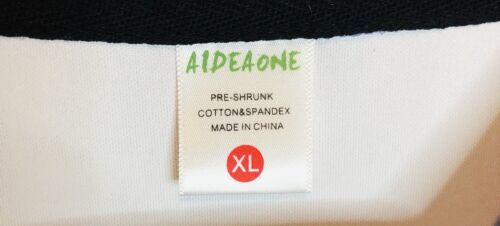 AIDEAONE
PRE-SHRUNK
COTTON&SPANDEX
MADE IN CHINA
XL